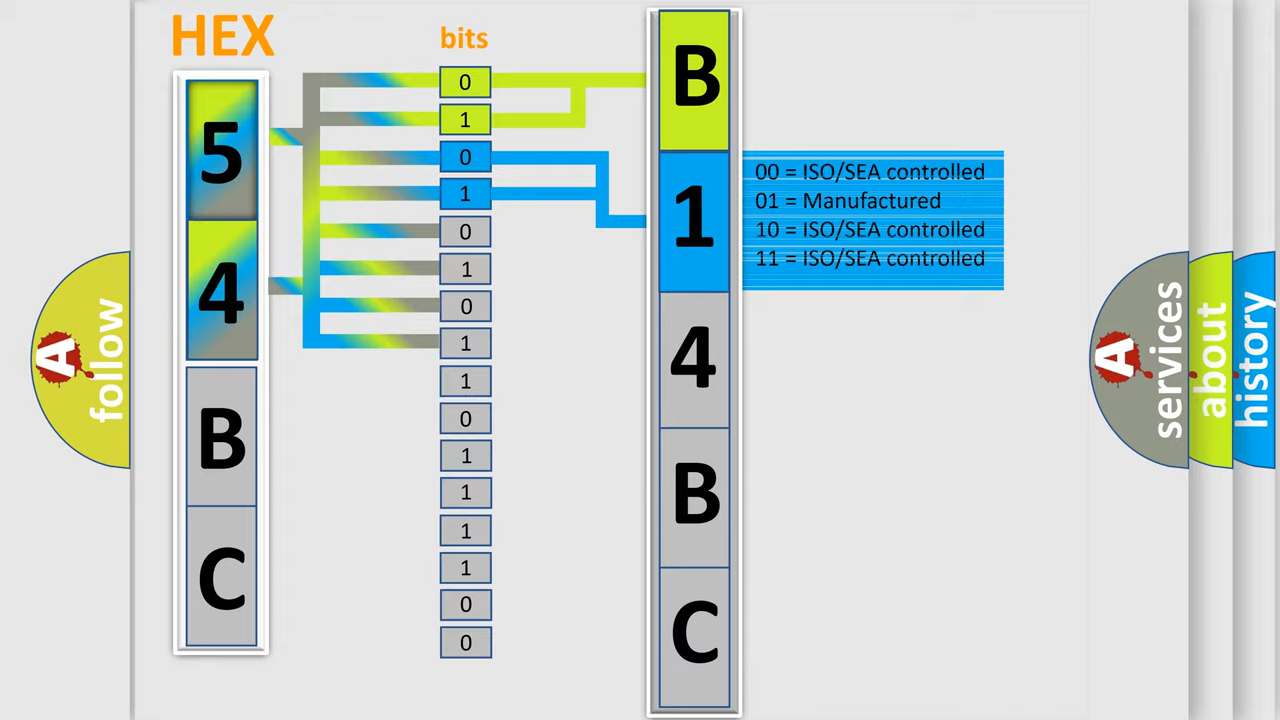 HEX
bits
5
4
B
C
0
1
0
1
0
1
0
1
1
0
1
1
1
1
0
0
B
1
4
B
C
00 = ISO/SEA controlled
01 = Manufactured
10 = ISO/SEA controlled
11 = ISO/SEA controlled
A
follow
A
services
about
history